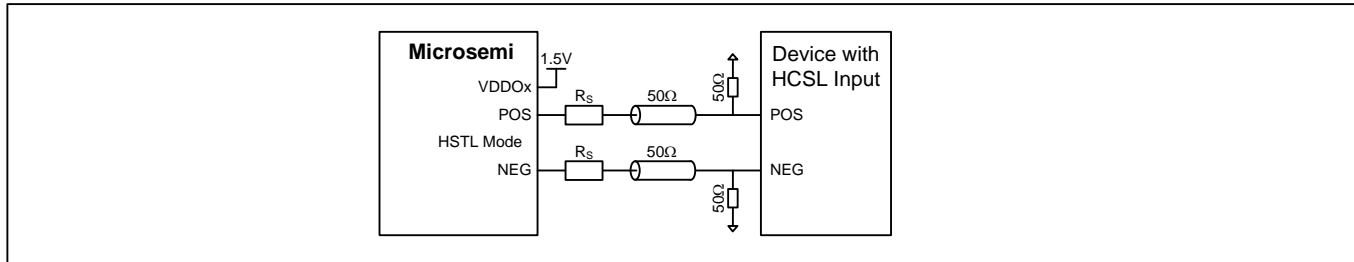 Microsemi
1.5V
VDDOx
POS
HSTL Mode
NEG
RS
50Ω
RS
50Ω
50Ω
50Ω
Device with
HCSL Input
POS
NEG